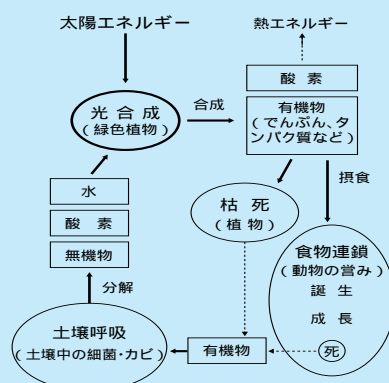 太陽エネルギー
熱エネルギー
酸素
光合成
(緑色植物)
合成
有機物
(でんぷん、タ
ンパク質など)
水
酸素
無機物
枯死
(植物)
摂食
食物連鎖
(動物の営み)
誕生
成長
死
分解
土壌呼吸
(土壌中の細菌・カビ)
有機物